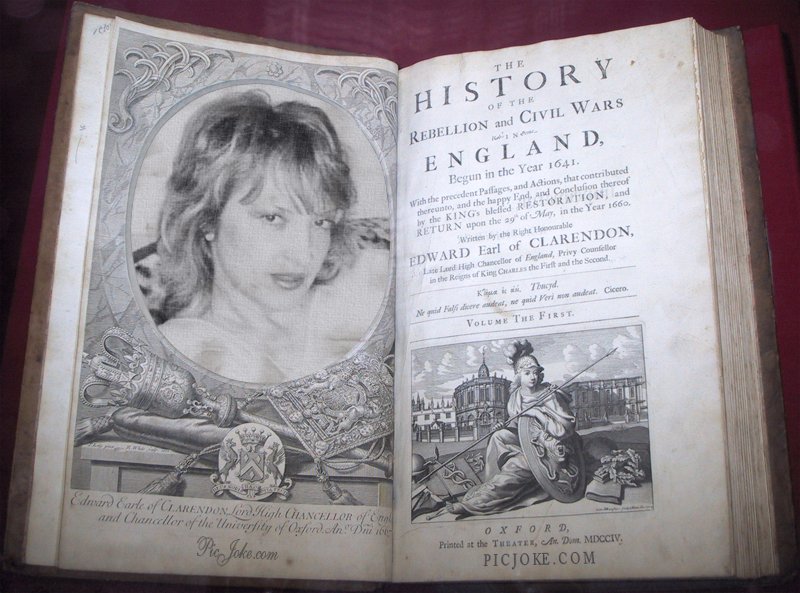 Edward Earle of CLARENDON Lord High CHANCELLOR of Engl
and Chancellor of the University of Oxford. An.º Dni
PicJoke.com
THE
HISTORY
OF THE
REBELLION and CIVIL WARS
IN
ENGLAND,
Begun in the Year 1641.
With the precedent Paſſages, and Actions, that contributed
thereunto, and the happy End, and Concluſion thereof
by the KING's bleſſed RESTORATION, and
RETURN upon the 29th of May, in the Year 1660.
Written by the Right Honourable
EDWARD Earl of CLARENDON,
Late Lord High Chancellor of England, Privy Counſellor
in the Reigns of King CHARLES the Firſt and the Second.
Thucyd.
Ne quid Falſi dicere audeat, ne quid Veri non audeat. Cicero.
VOLUME THE FIRST.
OXFORD,
Printed at the THEATER, An. Dom. MDCCIV.
PICJOKE.COM